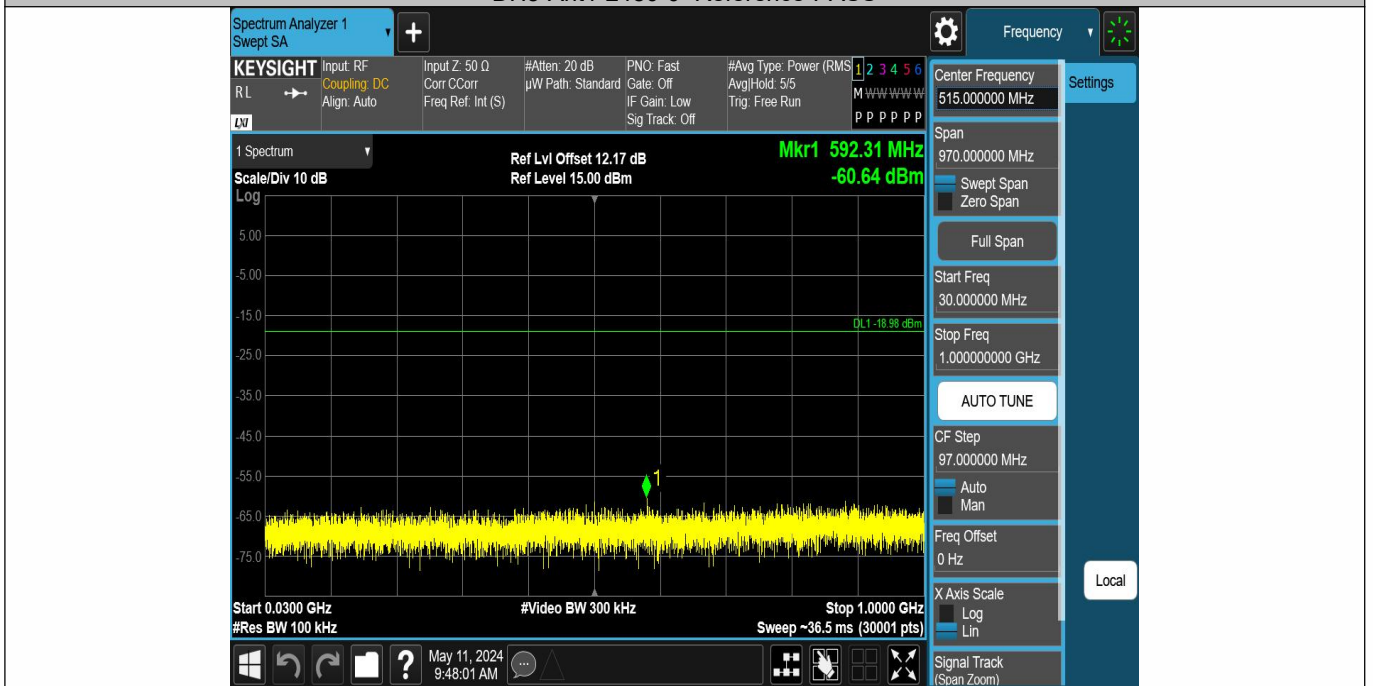 Spectrum Analyzer 1
Swept SA
+
Frequency
KEYSIGHT
RL
LXI
Input: RF
Coupling: DC
Align: Auto
Input Z: 50 Ω
Corr CCorr
Freq Ref: Int (S)
#Atten: 20 dB
µW Path: Standard
PNO: Fast
Gate: Off
IF Gain: Low
Sig Track: Off
#Avg Type: Power (RMS
Avg|Hold: 5/5
Trig: Free Run
1 2 3 4 5 6
M W W W W W
P P P P P P
1 Spectrum
Scale/Div 10 dB
Ref Lvl Offset 12.17 dB
Ref Level 15.00 dBm
Mkr1 592.31 MHz
-60.64 dBm
Log
5.00
-5.00
-15.0
DL1 -18.98 dBm
-25.0
-35.0
-45.0
-55.0
1
-65.0
-75.0
Start 0.0300 GHz
#Res BW 100 kHz
#Video BW 300 kHz
Stop 1.0000 GHz
Sweep ~36.5 ms (30001 pts)
?
May 11, 2024
9:48:01 AM
Center Frequency
515.000000 MHz
Settings
Span
970.000000 MHz
Swept Span
Zero Span
Full Span
Start Freq
30.000000 MHz
Stop Freq
1.000000000 GHz
AUTO TUNE
CF Step
97.000000 MHz
Auto
Man
Freq Offset
0 Hz
X Axis Scale
Log
Lin
Local
Signal Track
(Span Zoom)